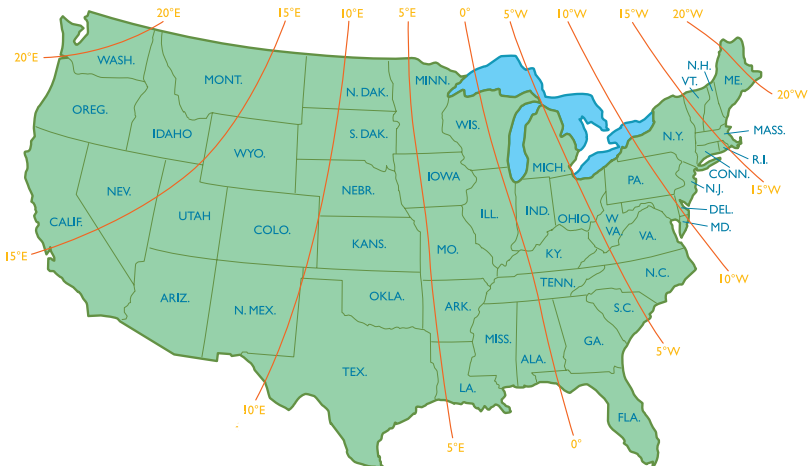 20°E
15°E
10°E
5°E
0°
5°W
10°W
15°W
20°W
20°E
WASH.
MONT.
N. DAK.
MINN.
N.H.
VT.
ME.
20°W
OREG.
IDAHO
WYO.
S. DAK.
WIS.
MICH.
N.Y.
MASS.
R.I.
CONN.
15°W
NEV.
UTAH
COLO.
NEBR.
IOWA
ILL.
IND.
OHIO
PA.
N.J.
DEL.
MD.
CALIF.
KANS.
MO.
KY.
W
VA.
VA.
15°E
ARIZ.
N. MEX.
OKLA.
ARK.
TENN.
N.C.
10°W
S.C.
MISS.
ALA.
GA.
5°W
TEX.
LA.
10°E
5°E
0°
FLA.